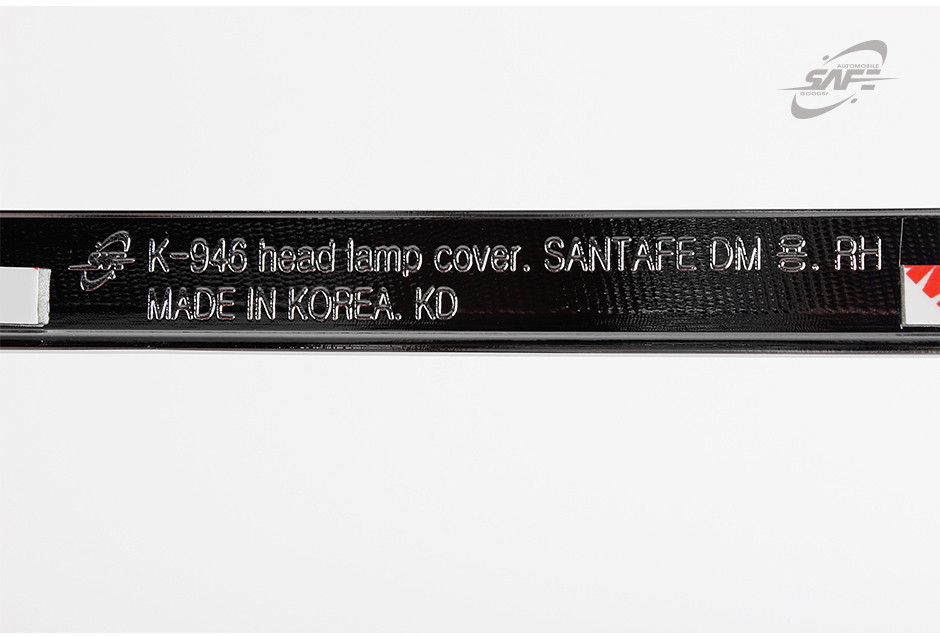 AUTOMOBILE
SAFE
GOODS!
K-946 head lamp cover. SANTAFE DM 용. RH
MADE IN KOREA. KD